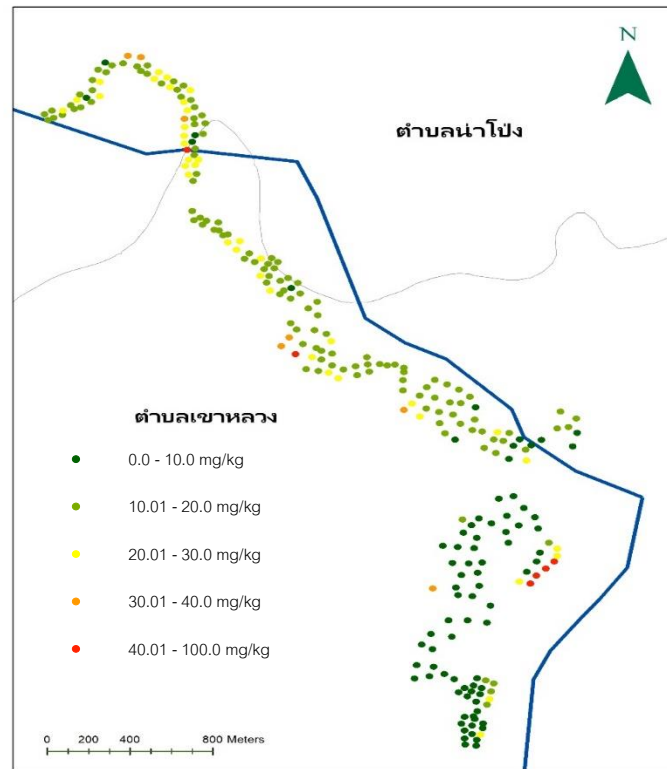 N
ตำบลน่าโป่ง
ตำบลเขาหลวง
0.0 - 10.0 mg/kg
10.01 - 20.0 mg/kg
20.01 - 30.0 mg/kg
30.01 - 40.0 mg/kg
40.01 - 100.0 mg/kg
0 200 400 800 Meters